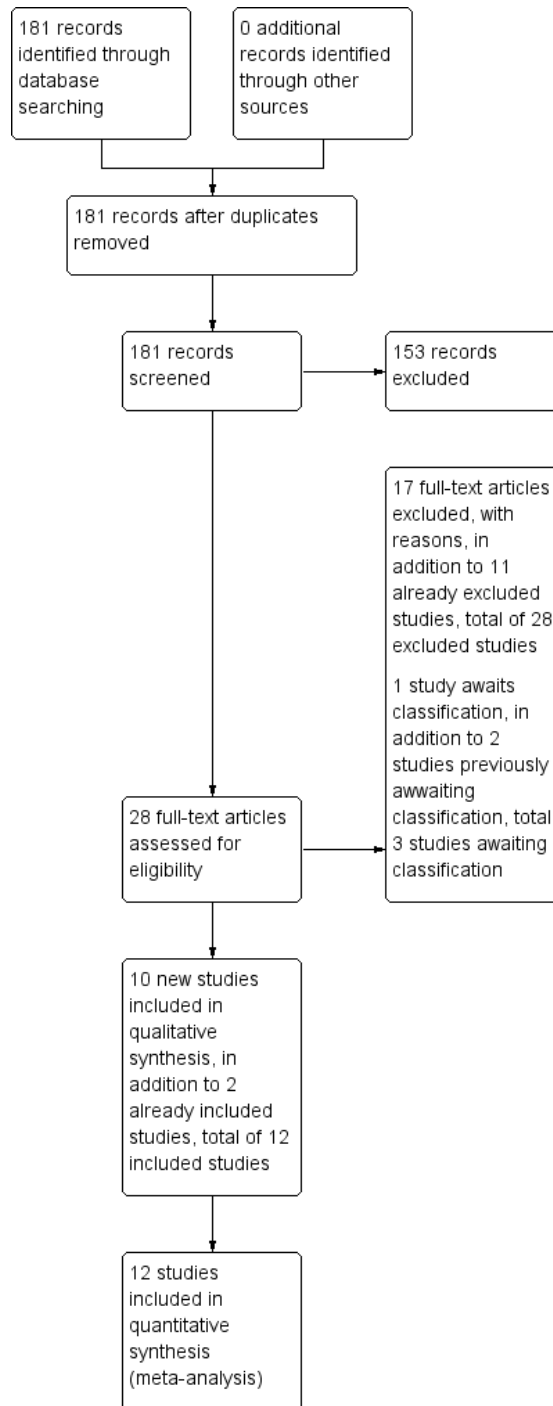 181 records
identified through
database
searching
0 additional
records identified
through other
sources
181 records after duplicates
removed
181 records
screened
153 records
excluded
17 full-text articles
excluded, with
reasons, in
addition to 11
already excluded
studies, total of 28
excluded studies
1 study awaits
classification, in
addition to 2
studies previously
awwaiting
classification, total
3 studies awaiting
classification
28 full-text articles
assessed for
eligibility
10 new studies
included in
qualitative
synthesis, in
addition to 2
already included
studies, total of 12
included studies
12 studies
included in
quantitative
synthesis
(meta-analysis)